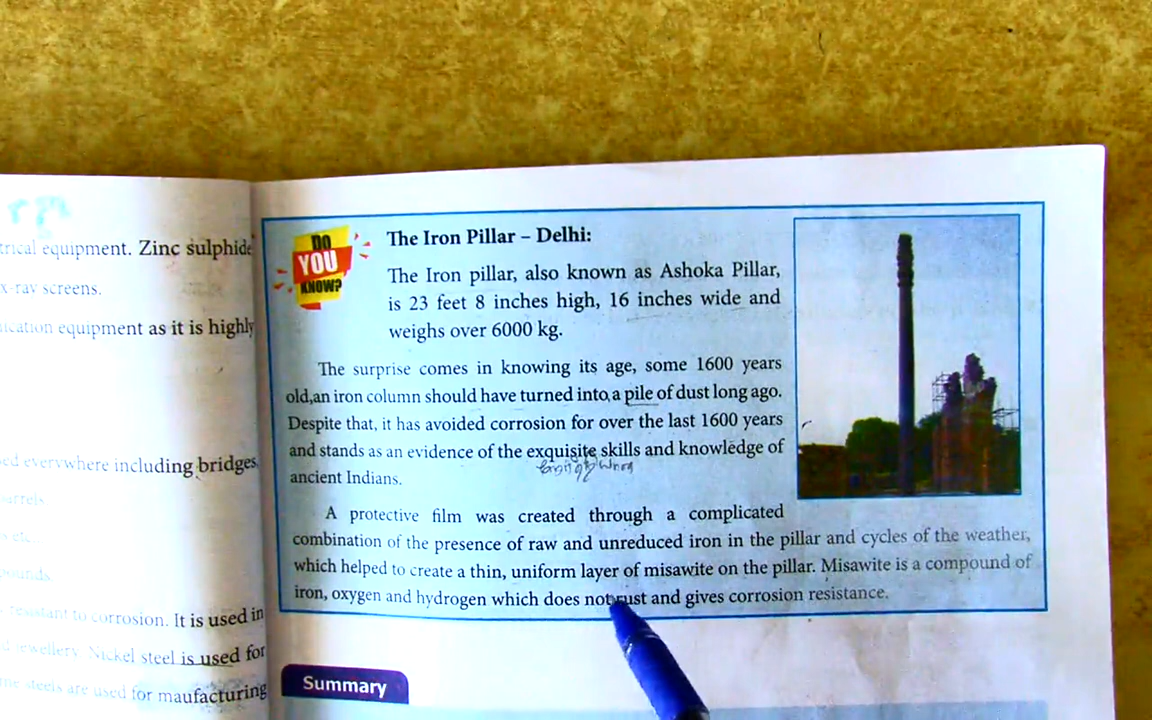 trical equipment. Zinc sulphide
x-ray screens.
ication equipment as it is highly
ed everywhere including bridges,
barrels
pounds.
resistant to corrosion. It is used in
jewellery. Nickel steel is used for
steels are used for maufacturing
DO
YOU
KNOW?
The Iron Pillar – Delhi:
The Iron pillar, also known as Ashoka Pillar,
is 23 feet 8 inches high, 16 inches wide and
weighs over 6000 kg.
The surprise comes in knowing its age, some 1600 years
old,an iron column should have turned into a pile of dust long ago.
Despite that, it has avoided corrosion for over the last 1600 years
and stands as an evidence of the exquisite skills and knowledge of
ancient Indians.
A protective film was created through a complicated
combination of the presence of raw and unreduced iron in the pillar and cycles of the weather,
which helped to create a thin, uniform layer of misawite on the pillar. Misawite is a compound of
iron, oxygen and hydrogen which does not rust and gives corrosion resistance.
Summary